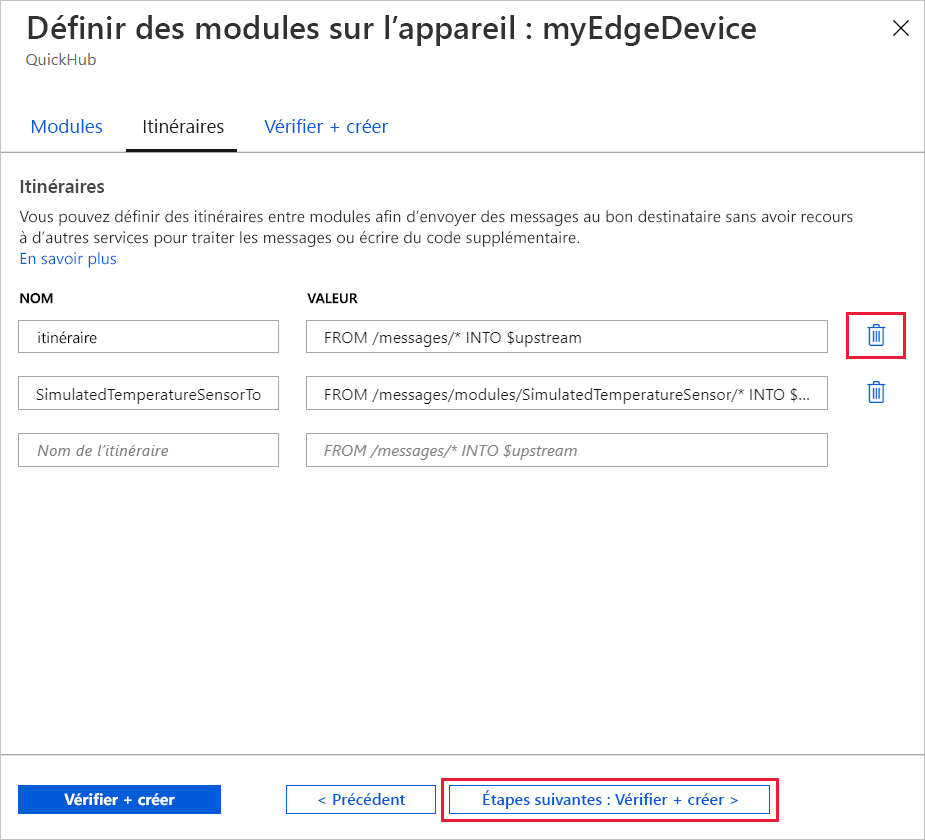 Définir des modules sur l’appareil : myEdgeDevice
QuickHub
Modules Itinéraires Vérifier + créer
Itinéraires
Vous pouvez définir des itinéraires entre modules afin d’envoyer des messages au bon destinataire sans avoir recours
à d’autres services pour traiter les messages ou écrire du code supplémentaire.
En savoir plus
NOM VALEUR
itinéraire FROM /messages/* INTO $upstream
SimulatedTemperatureSensorTo FROM /messages/modules/SimulatedTemperatureSensor/* INTO $...
Nom de l’itinéraire FROM /messages/* INTO $upstream
Vérifier + créer < Précédent Étapes suivantes : Vérifier + créer >